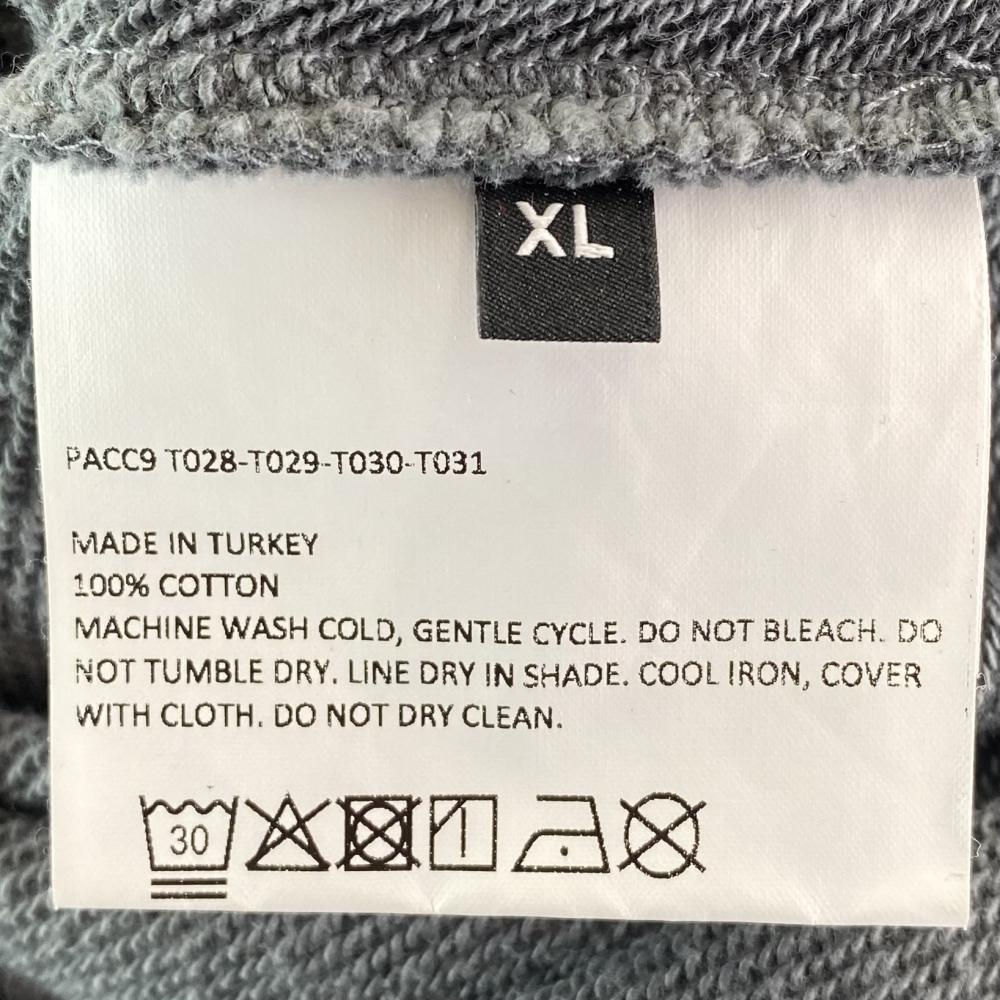 XL
PACC9 T028-T029-T030-T031
MADE IN TURKEY
100% COTTON
MACHINE WASH COLD, GENTLE CYCLE. DO NOT BLEACH. DO
NOT TUMBLE DRY. LINE DRY IN SHADE. COOL IRON, COVER
WITH CLOTH. DO NOT DRY CLEAN.
30